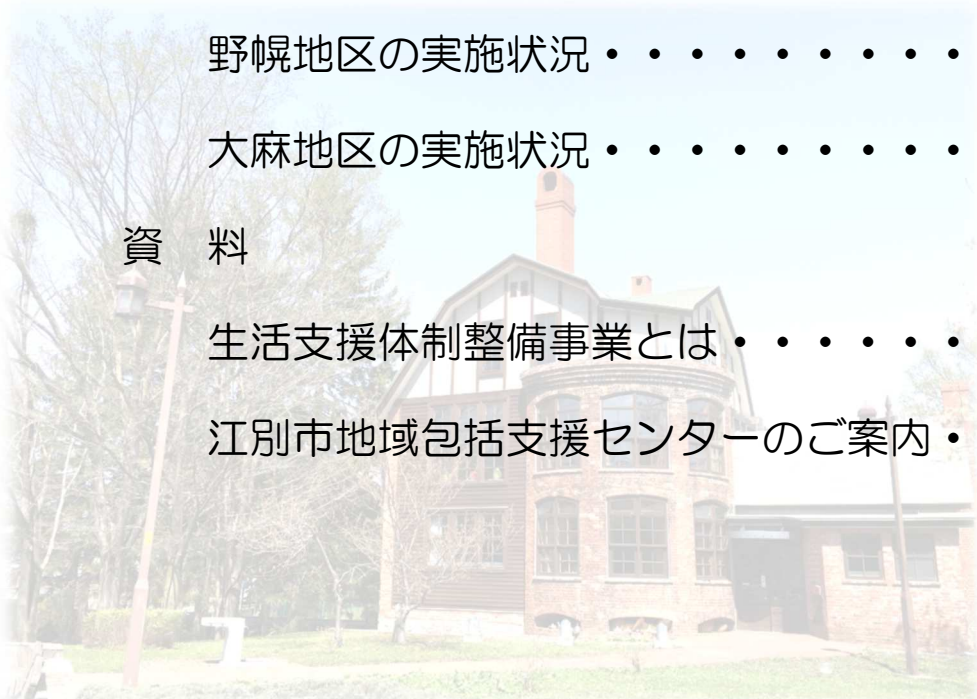 野幌地区の実施状況・・・・・・・・・
大麻地区の実施状況・・・・・・・・・
資　料
生活支援体制整備事業とは・・・・・・
江別市地域包括支援センターのご案内・